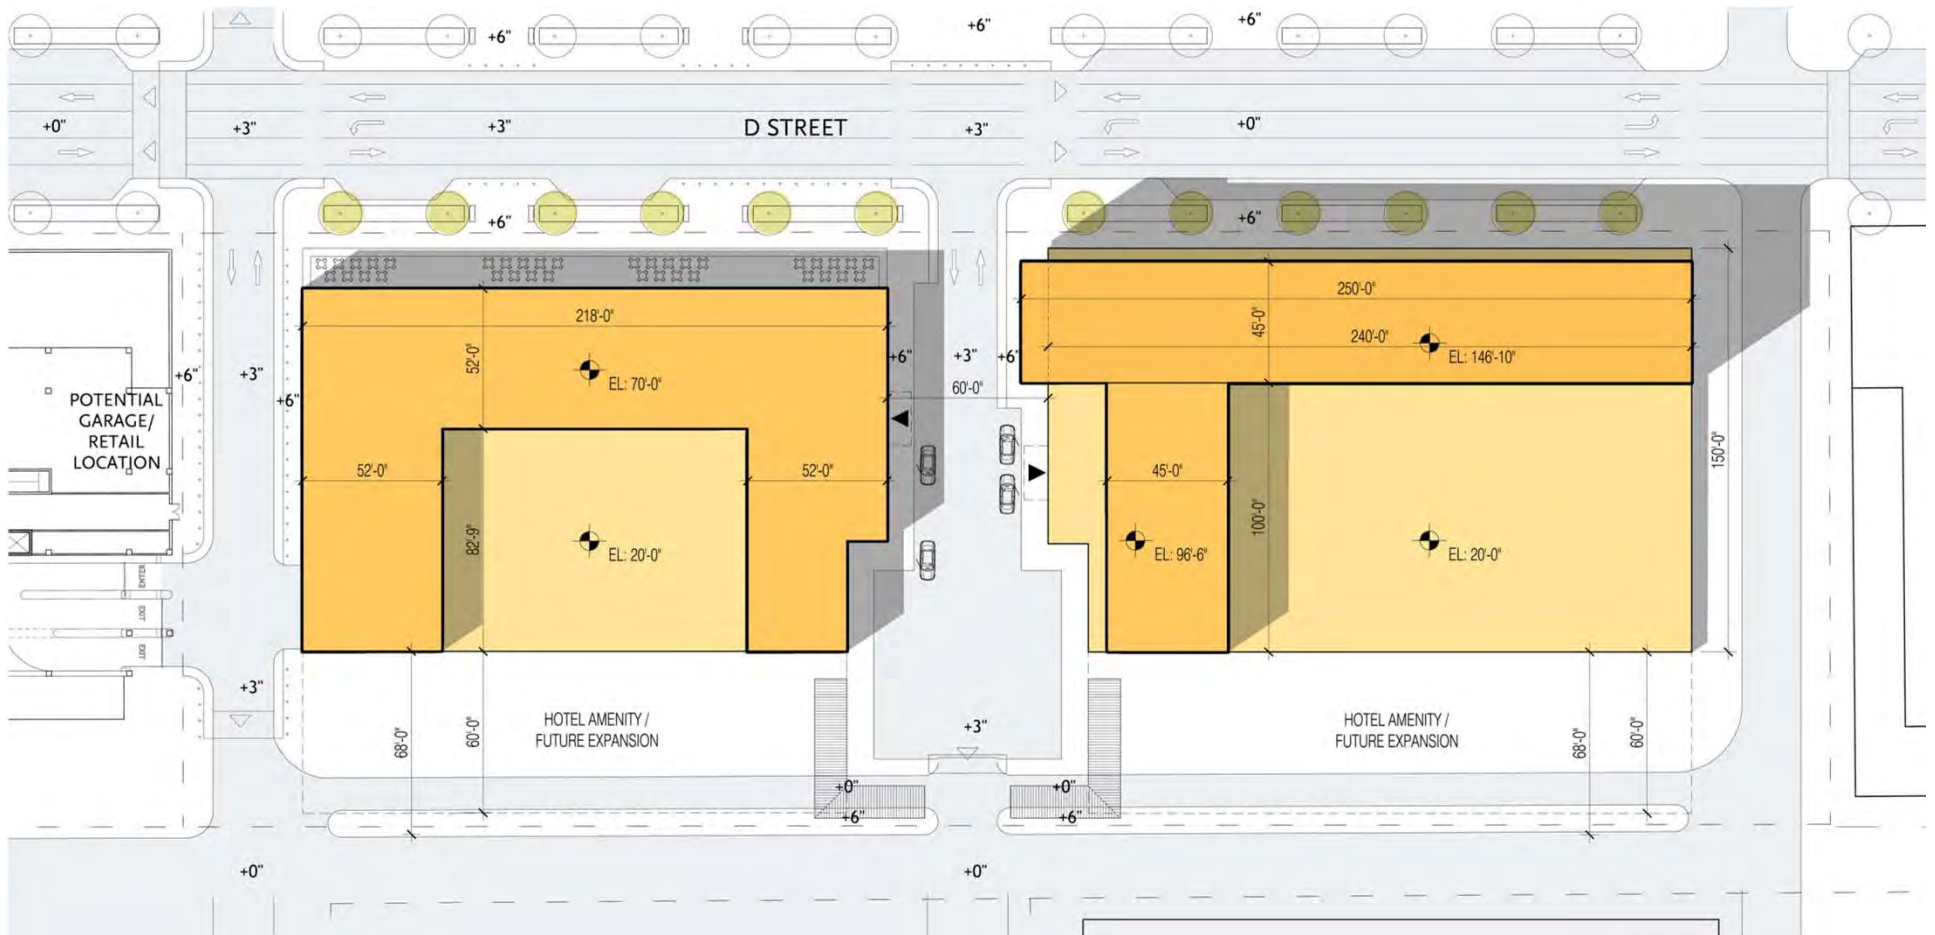 +6"
+6"
+6"
+0"
+3"
+3"
D STREET
+3"
+0"
+6"
+6"
218'-0"
52'-0"
EL: 70'-0"
+6"
+3"
+6"
250'-0"
45'-0"
240'-0"
EL: 146'-10"
60'-0"
+6"
+3"
+6"
POTENTIAL
GARAGE/
RETAIL
LOCATION
52'-0"
52'-0"
82'-9"
EL: 20'-0"
45'-0"
100'-0"
150'-0"
EL: 96'-6"
EL: 20'-0"
ENTER
EXIT
EXIT
+3"
68'-0"
60'-0"
HOTEL AMENITY /
FUTURE EXPANSION
+3"
HOTEL AMENITY /
FUTURE EXPANSION
68'-0"
60'-0"
+0"
+0"
+6"
+6"
+0"
+0"